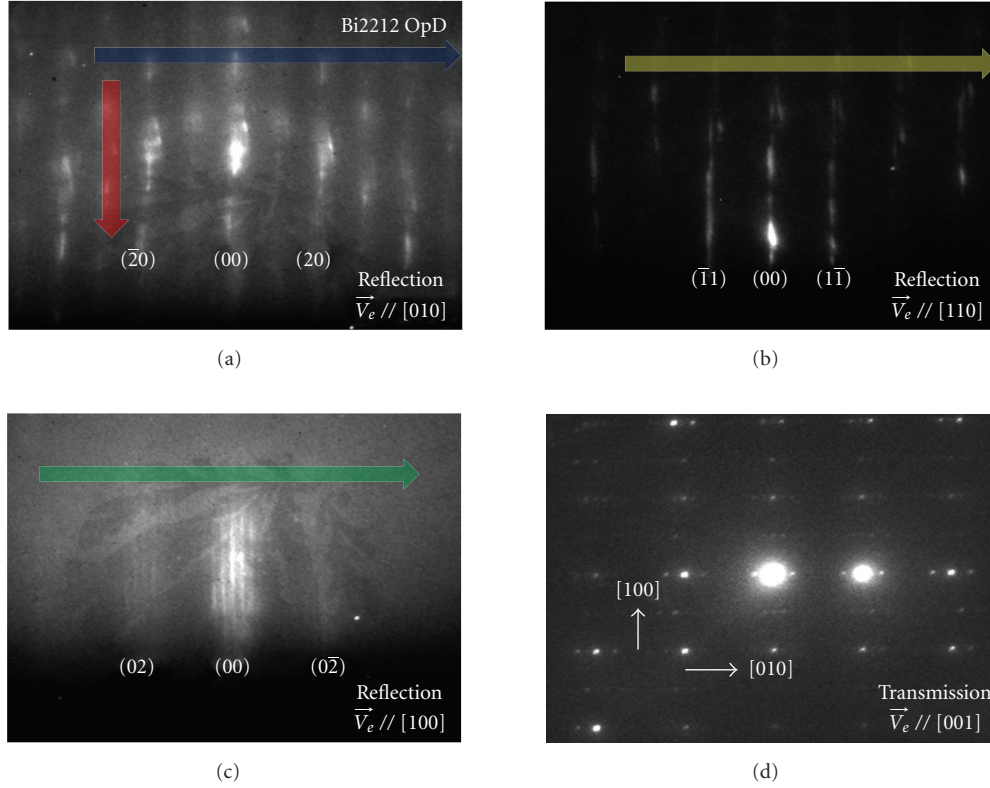 Bi2212 OpD
(2̅0) (00) (20)
Reflection
V⃗ₑ // [010]
(a)
(1̅1) (00) (11̅)
Reflection
V⃗ₑ // [110]
(b)
(02) (00) (02̅)
Reflection
V⃗ₑ // [100]
(c)
[100]
[010]
Transmission
V⃗ₑ // [001]
(d)